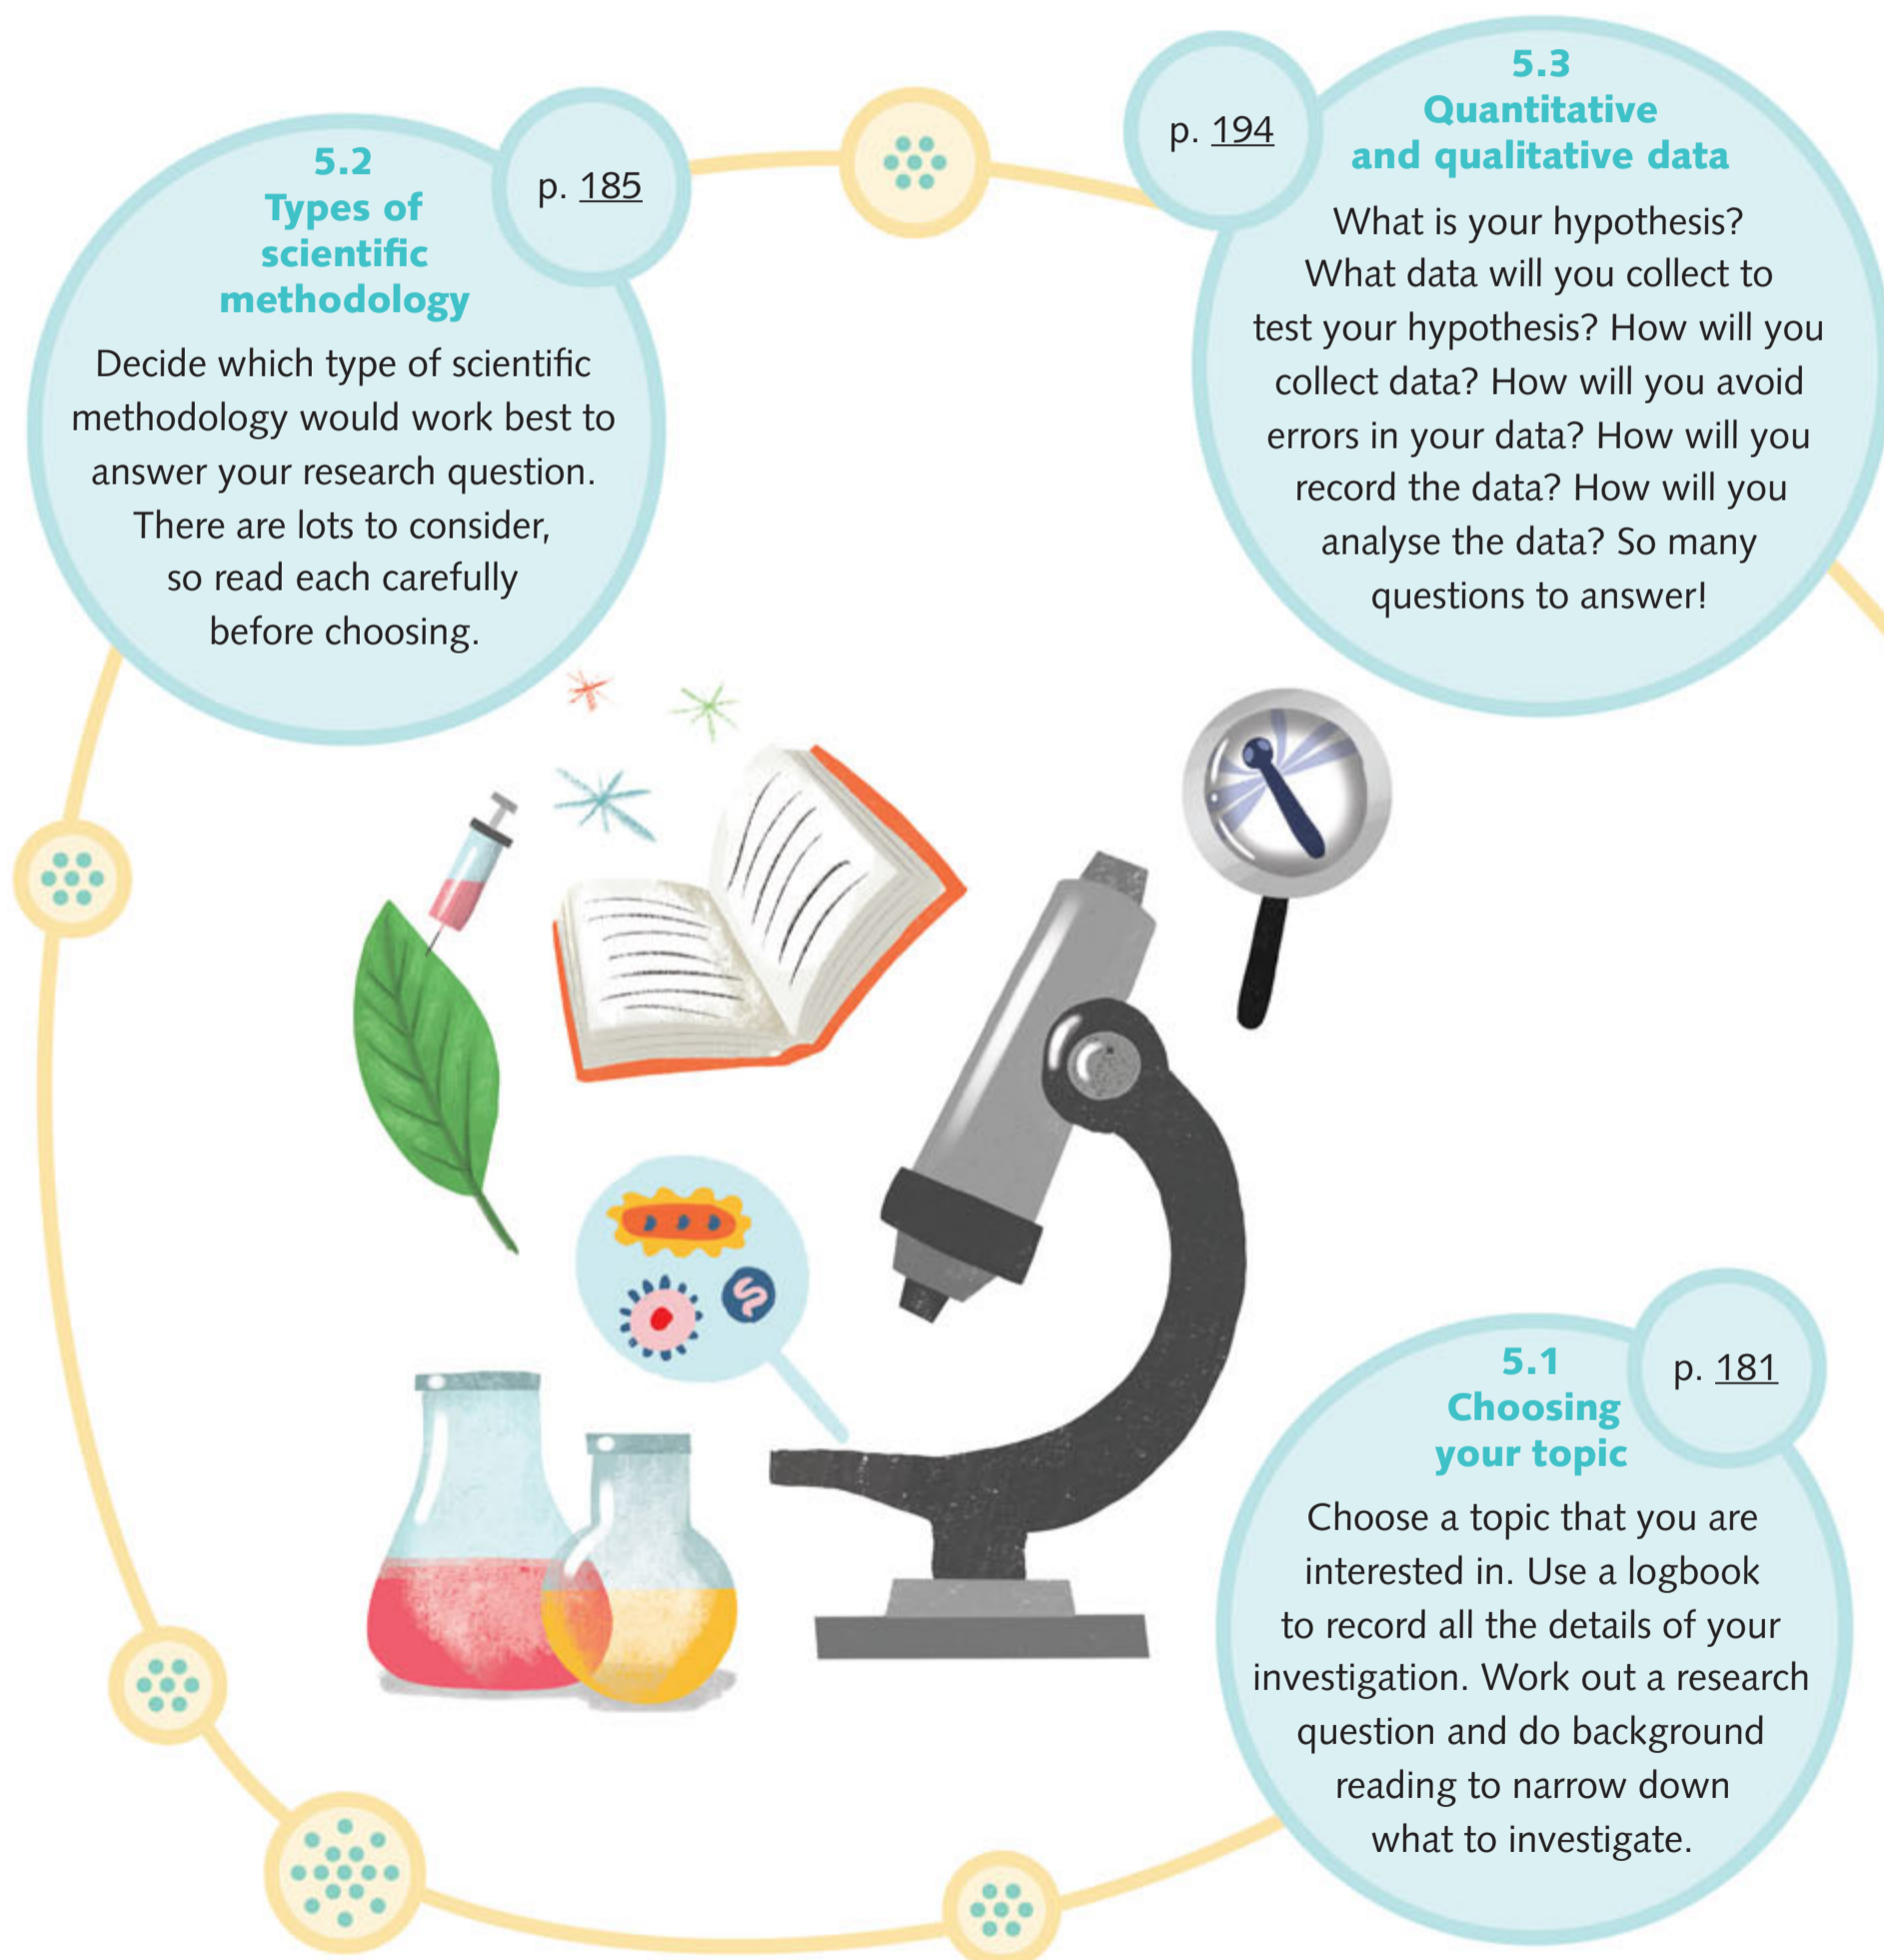 5.2
Types of
scientific
methodology
p. 185
Decide which type of scientific
methodology would work best to
answer your research question.
There are lots to consider,
so read each carefully
before choosing.
5.3
Quantitative
and qualitative data
p. 194
What is your hypothesis?
What data will you collect to
test your hypothesis? How will you
collect data? How will you avoid
errors in your data? How will you
record the data? How will you
analyse the data? So many
questions to answer!
5.1
Choosing
your topic
p. 181
Choose a topic that you are
interested in. Use a logbook
to record all the details of your
investigation. Work out a research
question and do background
reading to narrow down
what to investigate.